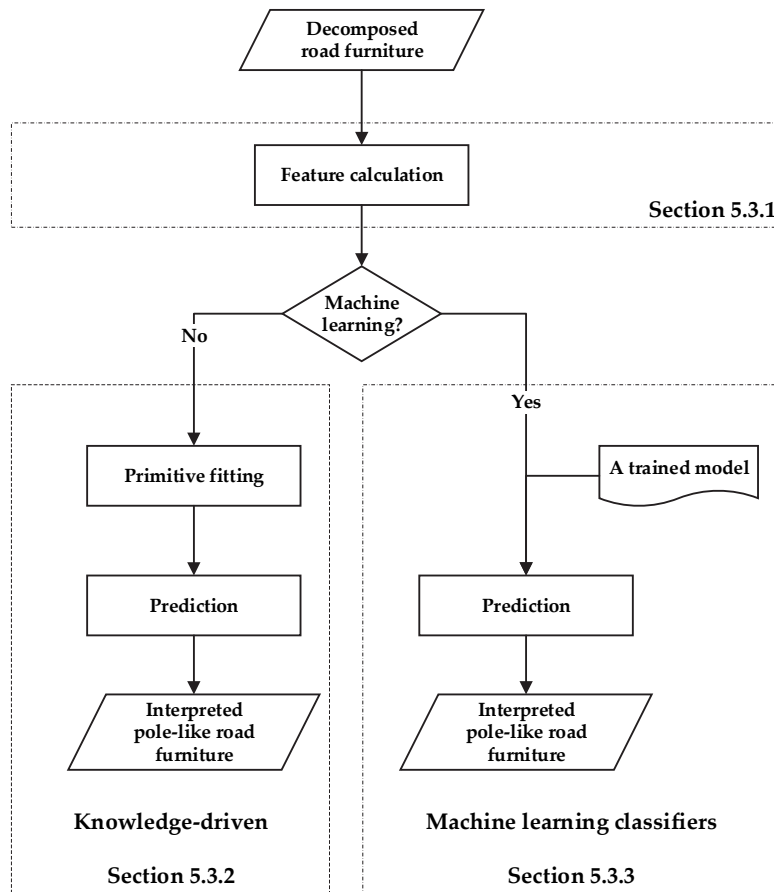 Decomposed
road furniture
Feature calculation
Section 5.3.1
Machine
learning?
No
Yes
Primitive fitting
A trained model
Prediction
Prediction
Interpreted
pole-like road
furniture
Interpreted
pole-like road
furniture
Knowledge-driven
Machine learning classifiers
Section 5.3.2
Section 5.3.3